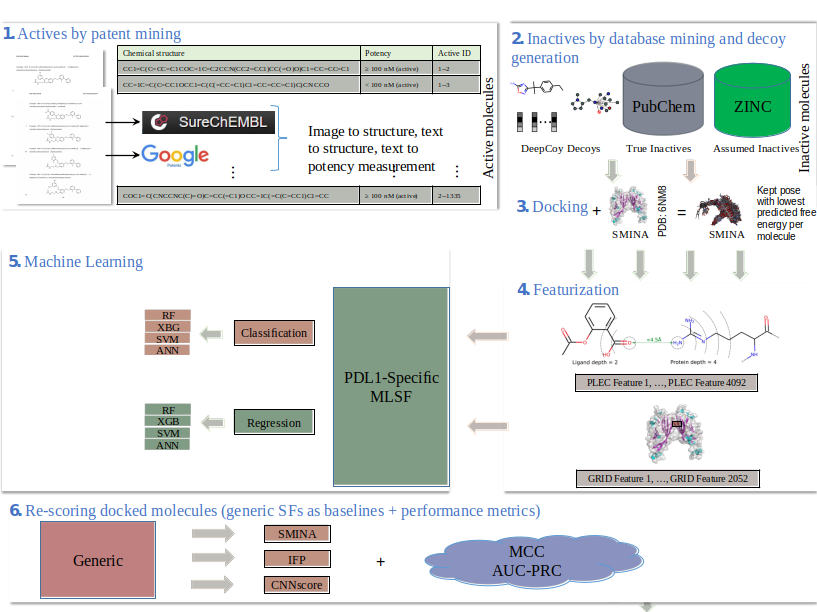 1. Actives by patent mining
Chemical structure Potency Active ID
CC1=C(C=CC=C1COC=1C=C2CCN(CC2=CC1)CC(=O)O)C1=CC=CC=C1 ≥ 100 nM (active) 1–2
CC=1C=C(C=CC1OCC1=C(C(=CC=C1)C1=CC=CC=C1)C)CNCCO < 100 nM (active) 1–3
SureChEMBL
Google
Patents
Image to structure, text
to structure, text to
potency measurement
⋮ ⋮ ⋮
COC1=C(CNCCNC(C)=O)C=CC(=C1)OCC=1C(=C(C=CC1)C1=CC ≥ 100 nM (active) 2–1335
Active molecules
2. Inactives by database mining and decoy
generation
PubChem
ZINC
DeepCoy Decoys True Inactives Assumed Inactives
Inactive molecules
3. Docking +
PDB: 6NM8
=
SMINA SMINA
Kept pose
with lowest
predicted free
energy per
molecule
4. Featurization
<4.5Å
Ligand depth = 2 Protein depth = 4
PLEC Feature 1, …, PLEC Feature 4092
GRID Feature 1, …, GRID Feature 2052
5. Machine Learning
RF
XBG
SVM
ANN
Classification
RF
XGB
SVM
ANN
Regression
PDL1-Specific
MLSF
6. Re-scoring docked molecules (generic SFs as baselines + performance metrics)
Generic
SMINA
IFP
CNNscore
+
MCC
AUC-PRC